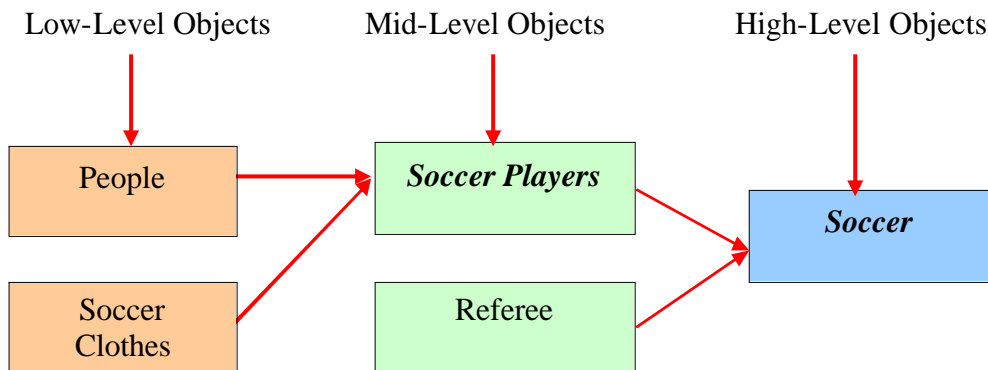 Low-Level Objects
Mid-Level Objects
High-Level Objects
People
Soccer Players
Soccer
Soccer
Clothes
Referee